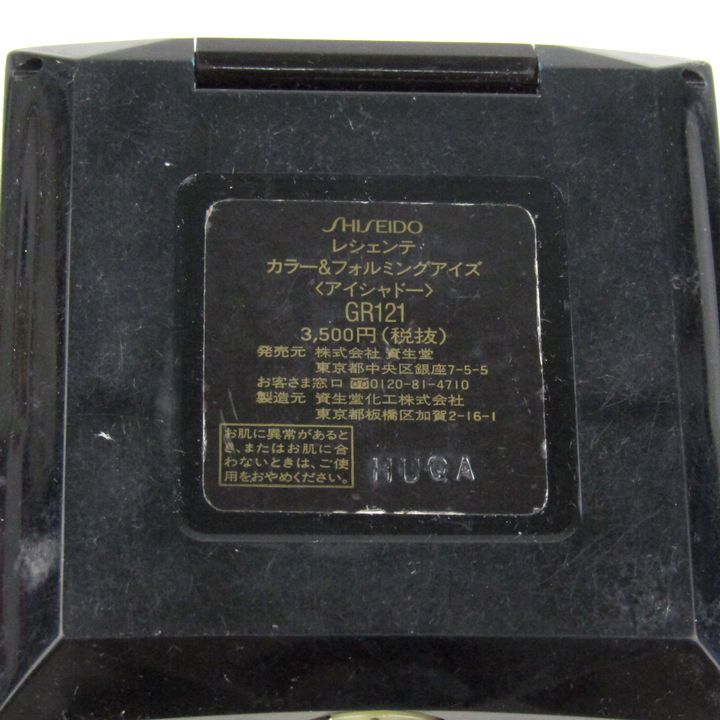 SHISEIDO
レシェンテ
カラー&フォルミングアイズ
〈アイシャドー〉
GR121
3,500円(税抜)
発売元 株式会社 資生堂
東京都中央区銀座7-5-5
お客さま窓口 0120-81-4710
製造元 資生堂化工株式会社
東京都板橋区加賀2-16-1
お肌に異常があると
き、またはお肌に合
わないときは、ご使
用をおやめください。
HUQA